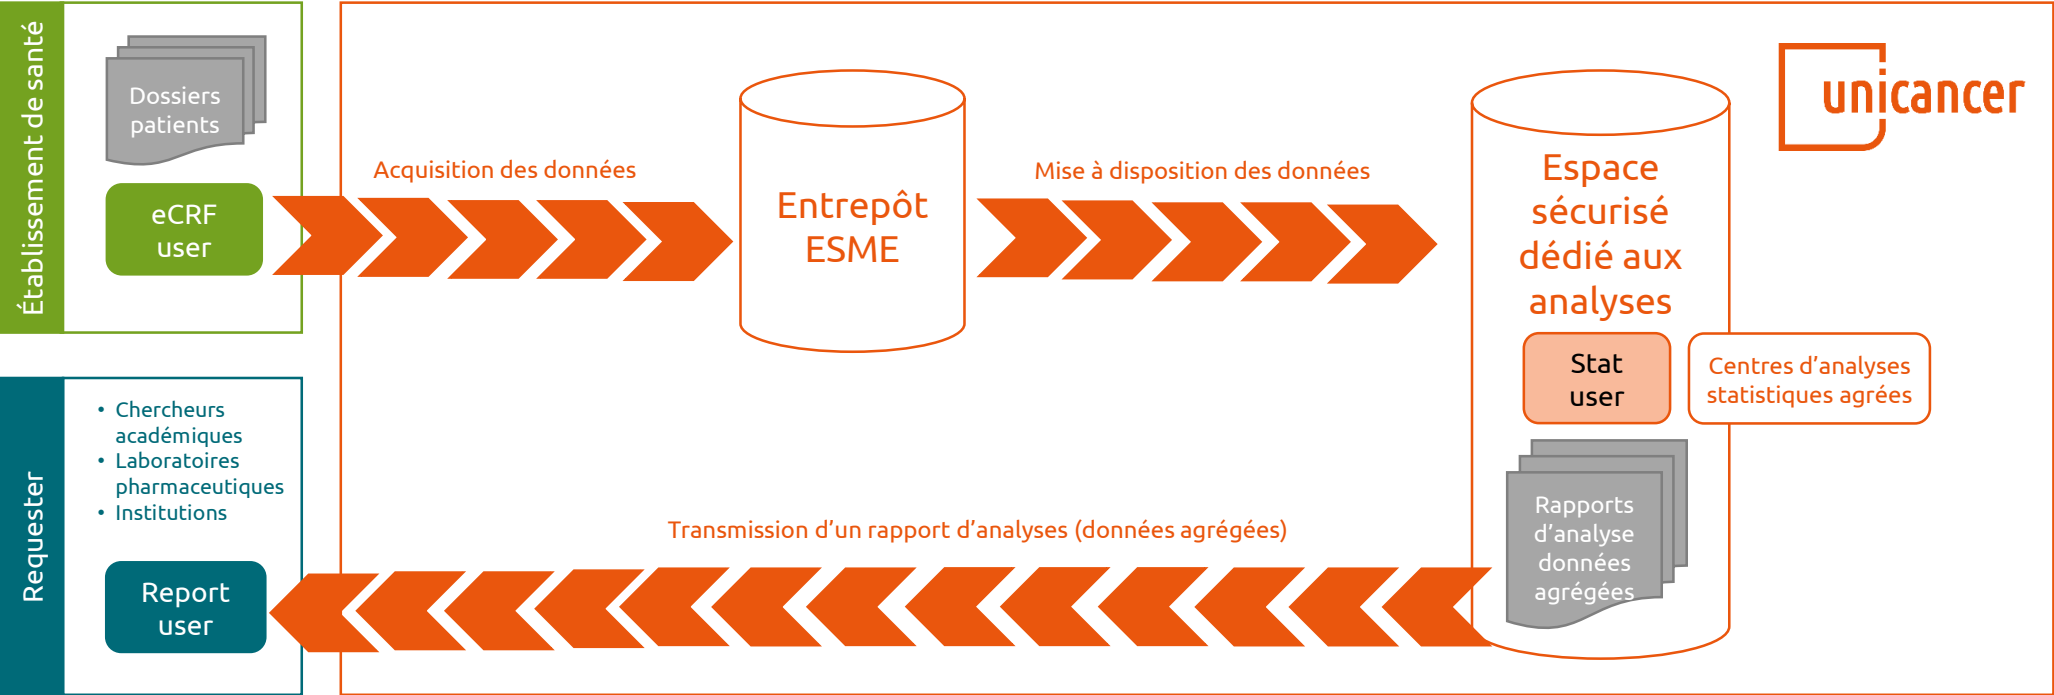 Établissement de santé
Dossiers
patients
eCRF
user
Acquisition des données
Entrepôt
ESME
Mise à disposition des données
unicancer
Espace
sécurisé
dédié aux
analyses
Stat
user
Centres d'analyses
statistiques agrées
Rapports
d'analyse
données
agrégées
Requester
• Chercheurs
académiques
• Laboratoires
pharmaceutiques
• Institutions
Report
user
Transmission d'un rapport d'analyses (données agrégées)